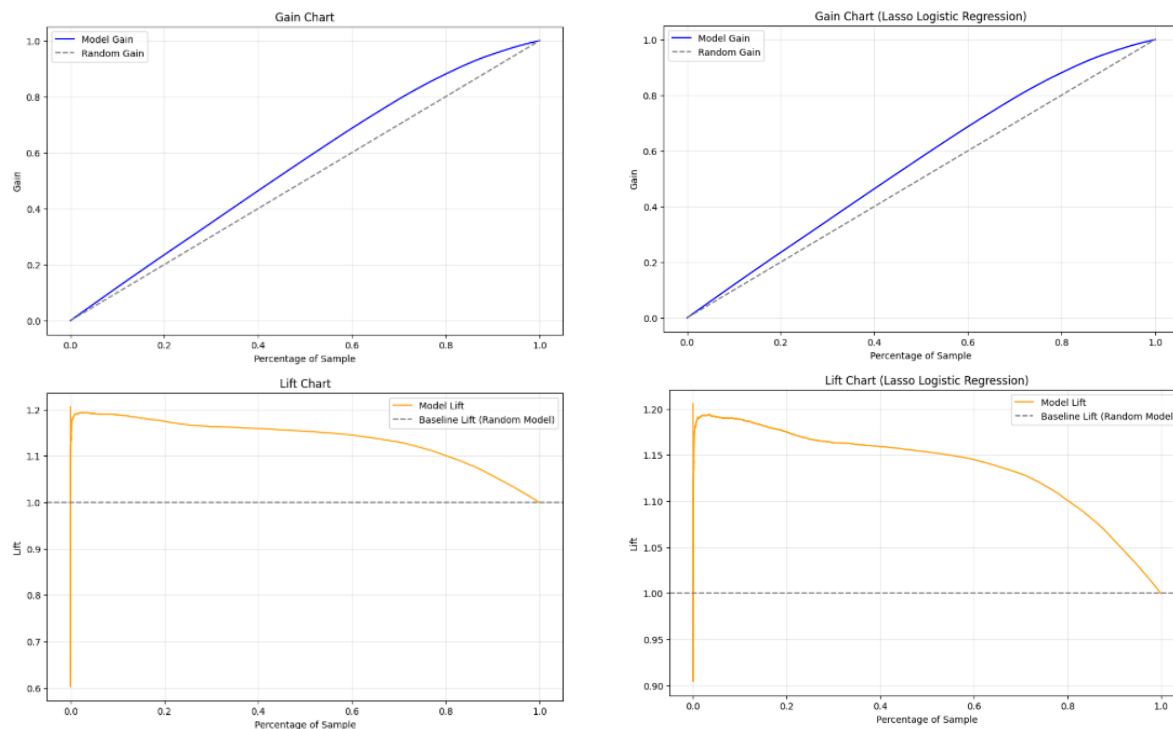 Gain Chart
Model Gain
Random Gain
1.0
0.8
0.6
0.4
0.2
0.0
Gain
0.0 0.2 0.4 0.6 0.8 1.0
Percentage of Sample
Gain Chart (Lasso Logistic Regression)
Model Gain
Random Gain
1.0
0.8
0.6
0.4
0.2
0.0
Gain
0.0 0.2 0.4 0.6 0.8 1.0
Percentage of Sample
Lift Chart
Model Lift
Baseline Lift (Random Model)
1.2
1.1
1.0
0.9
0.8
0.7
0.6
Lift
0.0 0.2 0.4 0.6 0.8 1.0
Percentage of Sample
Lift Chart (Lasso Logistic Regression)
Model Lift
Baseline Lift (Random Model)
1.20
1.15
1.10
1.05
1.00
0.95
0.90
Lift
0.0 0.2 0.4 0.6 0.8 1.0
Percentage of Sample